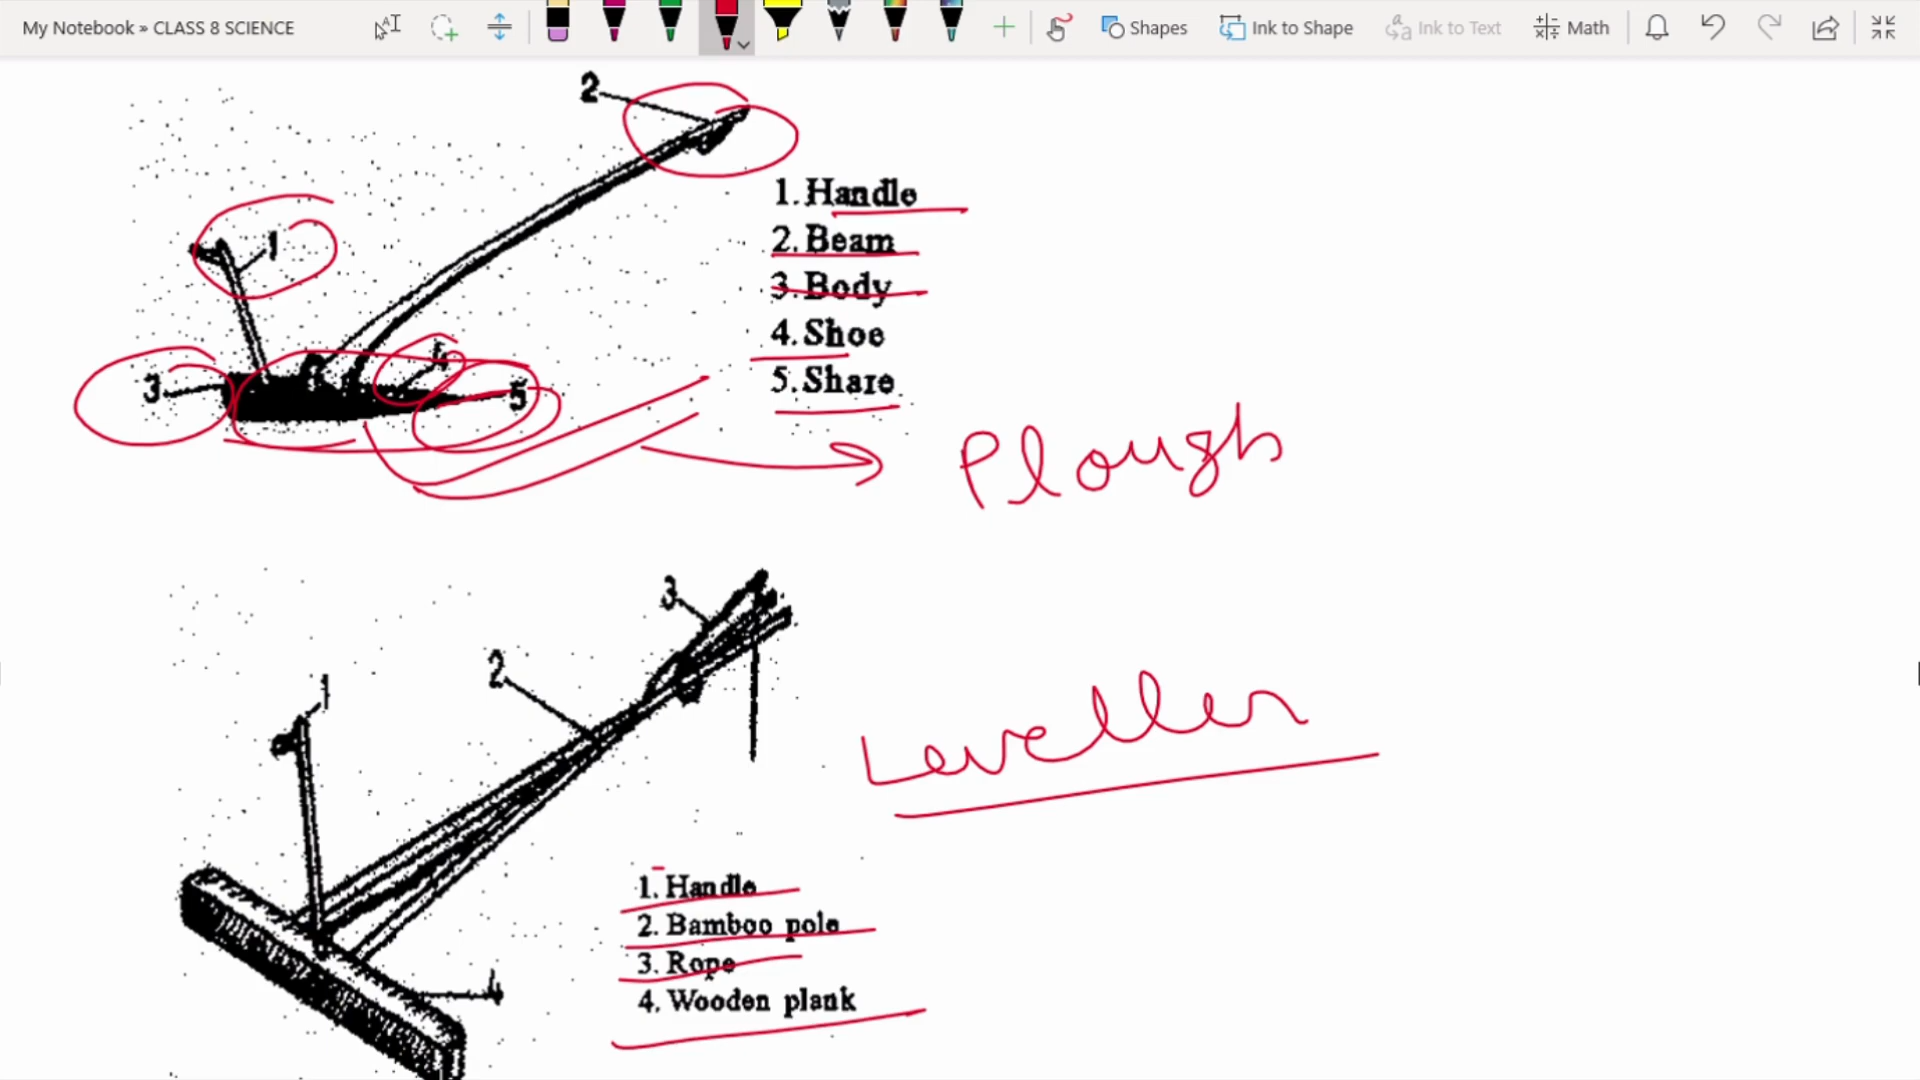 My Notebook » CLASS 8 SCIENCE
Shapes
Ink to Shape
Ink to Text
Math
2
1
1. Handle
2. Beam
3. Body
4. Shoe
5. Share
3
4
5
Plough
3
2
1
Leveller
1. Handle
2. Bamboo pole
3. Rope
4. Wooden plank
4